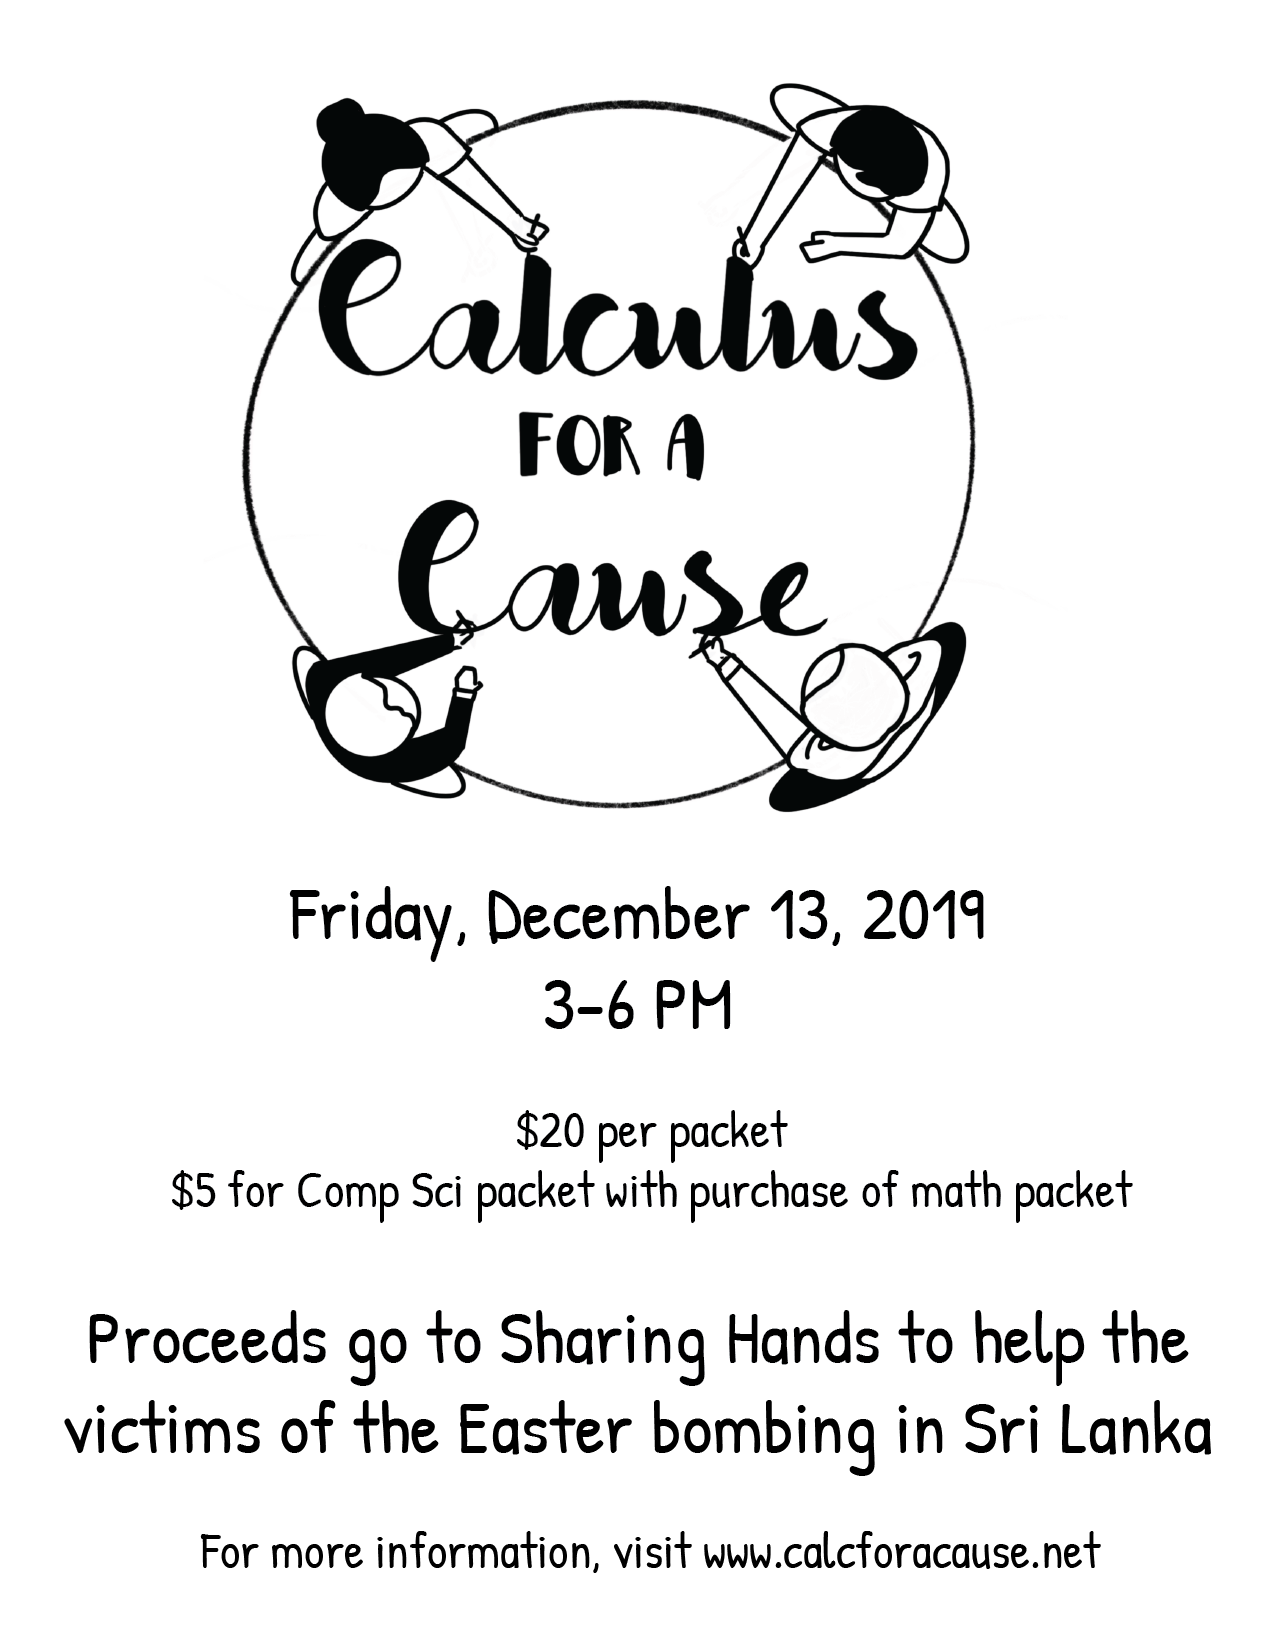 Calculus
FOR A
Cause
Friday, December 13, 2019
3-6 PM
$20 per packet
$5 for Comp Sci packet with purchase of math packet
Proceeds go to Sharing Hands to help the
victims of the Easter bombing in Sri Lanka
For more information, visit www.calcforacause.net